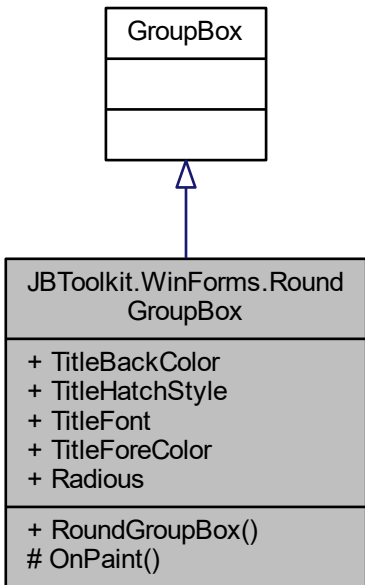 GroupBox
JBToolkit.WinForms.Round
GroupBox
+ TitleBackColor
+ TitleHatchStyle
+ TitleFont
+ TitleForeColor
+ Radious
+ RoundGroupBox()
# OnPaint()